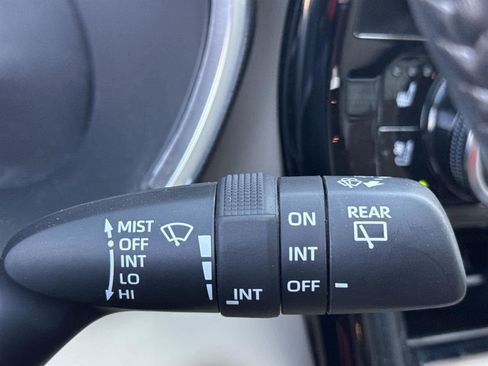 MIST
OFF
INT
LO
HI
INT
ON
INT
OFF
REAR